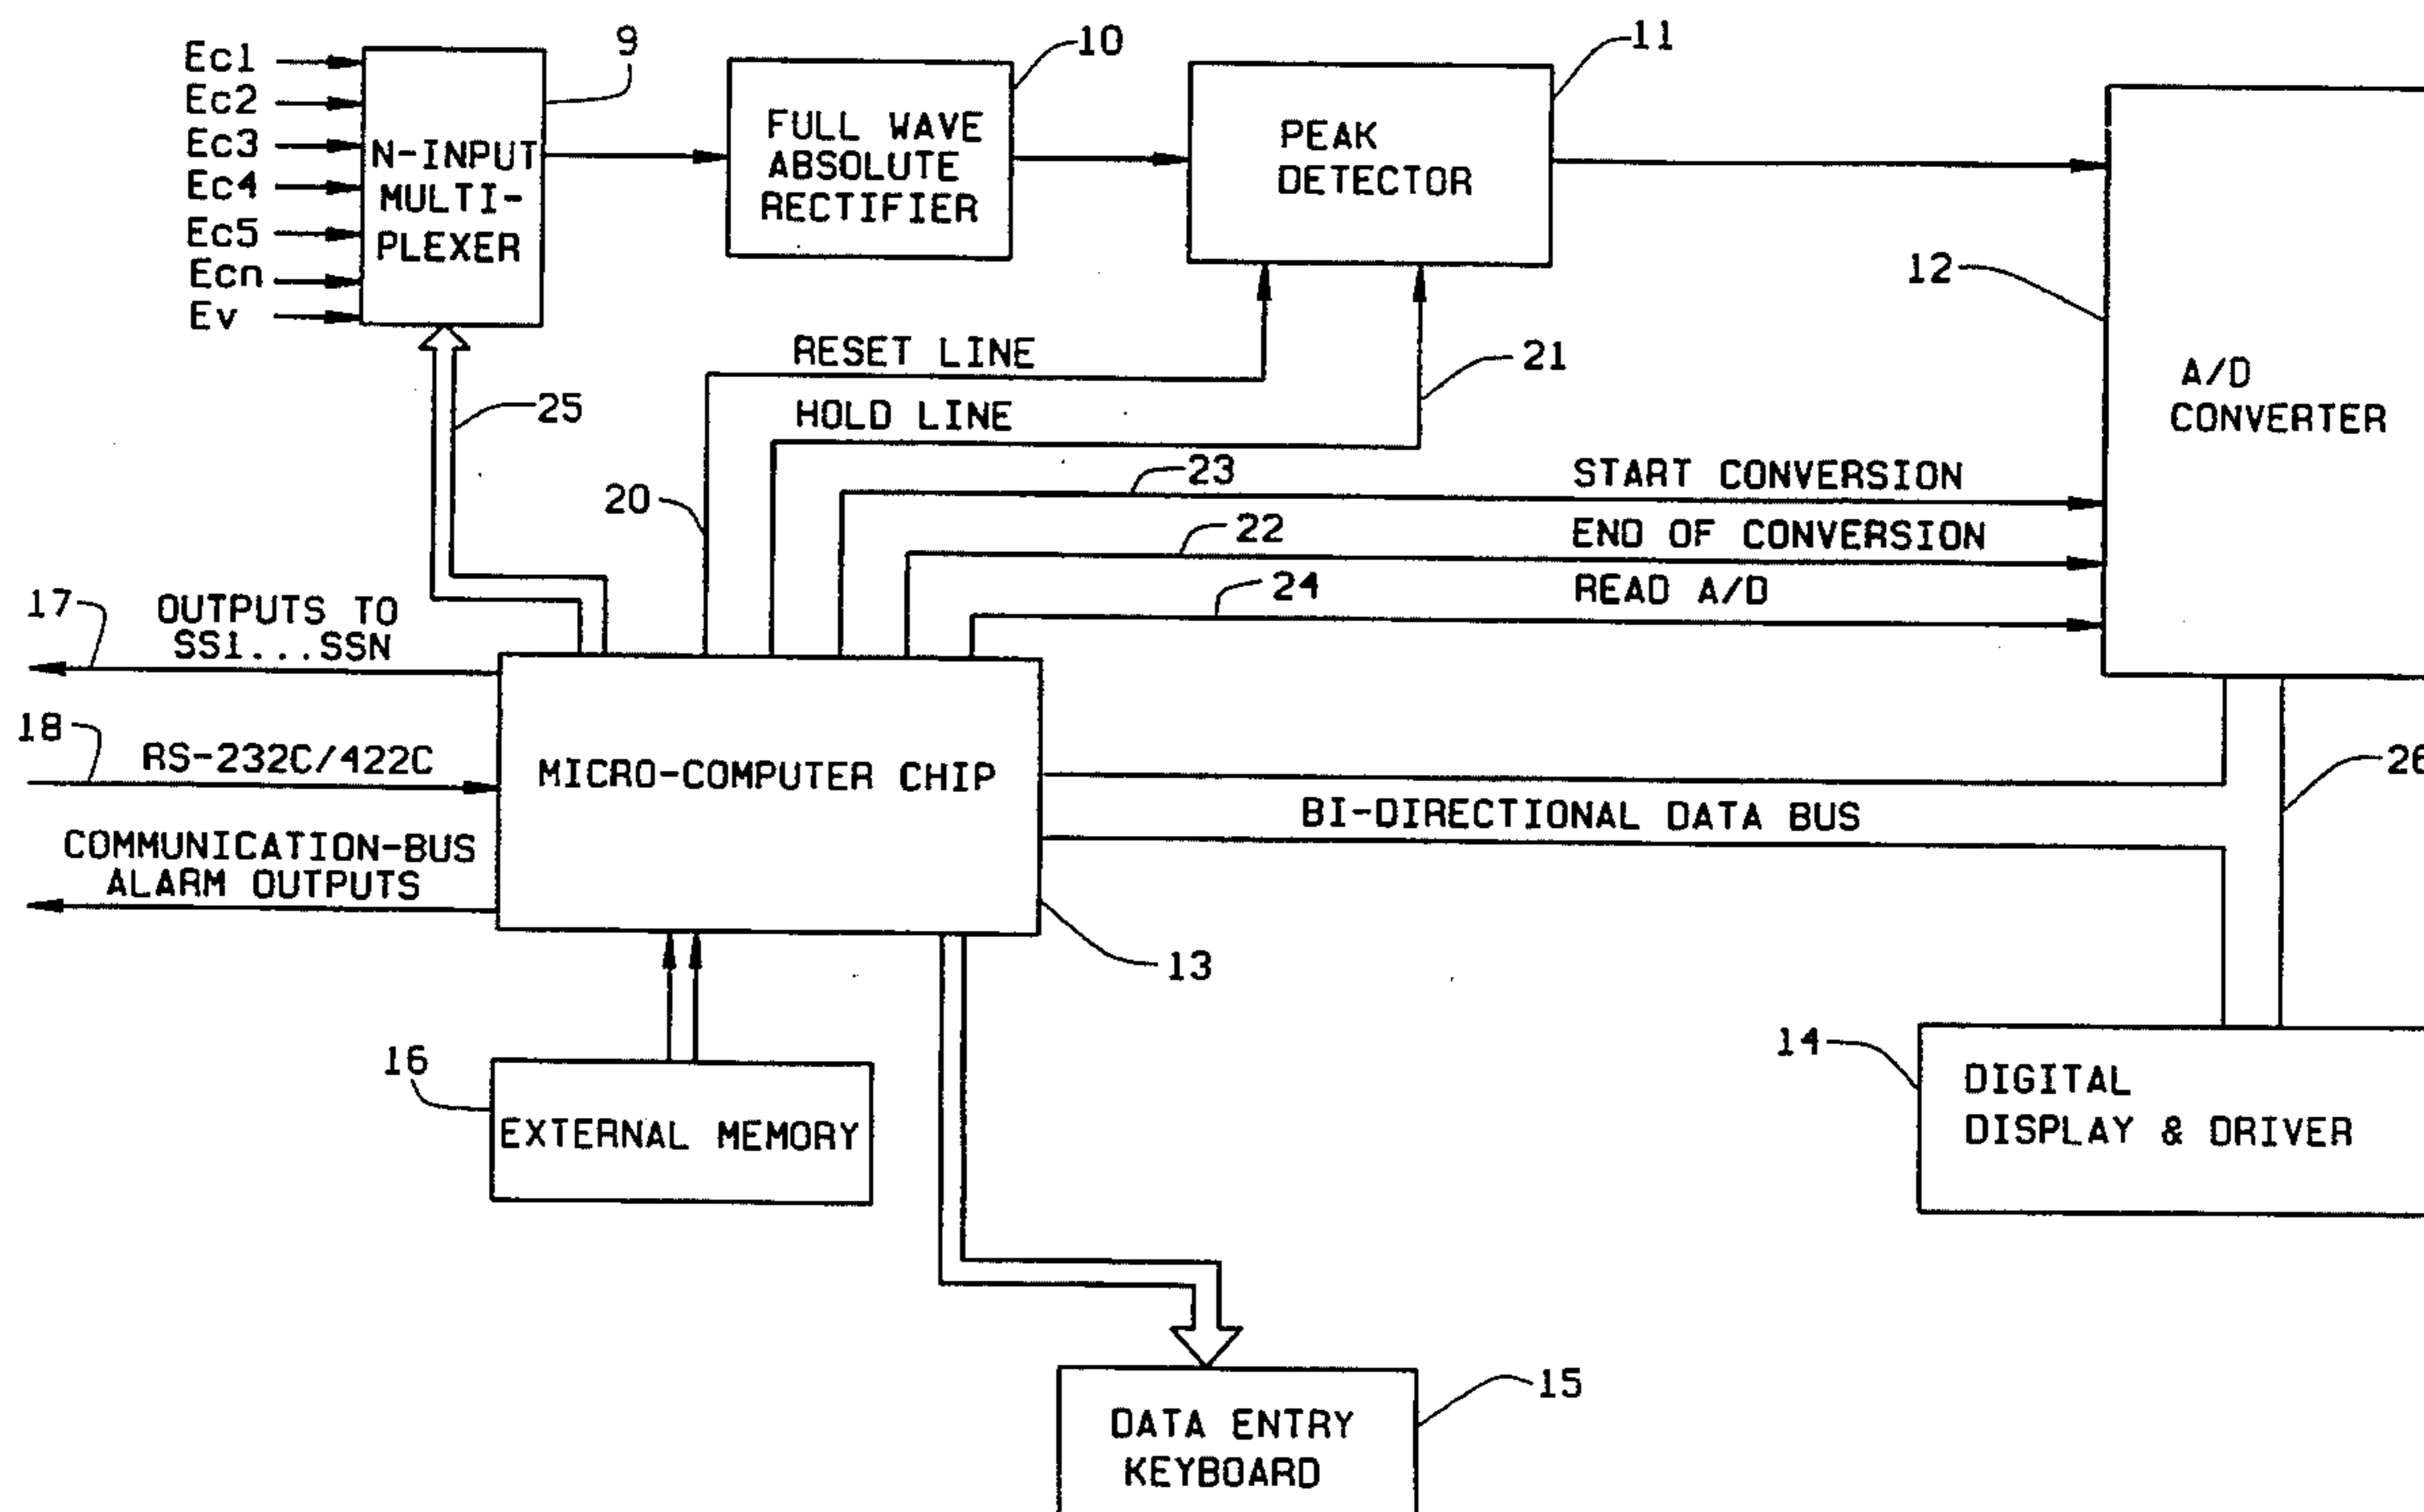 Ec1
Ec2
Ec3
Ec4
Ec5
Ecn
Ev
9
N-INPUT
MULTI-
PLEXER
10
FULL WAVE
ABSOLUTE
RECTIFIER
11
PEAK
DETECTOR
12
A/D
CONVERTER
RESET LINE
HOLD LINE
21
25
20
23
START CONVERSION
22
END OF CONVERSION
24
READ A/D
17
OUTPUTS TO
SS1...SSN
18
RS-232C/422C
COMMUNICATION-BUS
ALARM OUTPUTS
MICRO-COMPUTER CHIP
13
BI-DIRECTIONAL DATA BUS
26
16
EXTERNAL MEMORY
14
DIGITAL
DISPLAY & DRIVER
15
DATA ENTRY
KEYBOARD